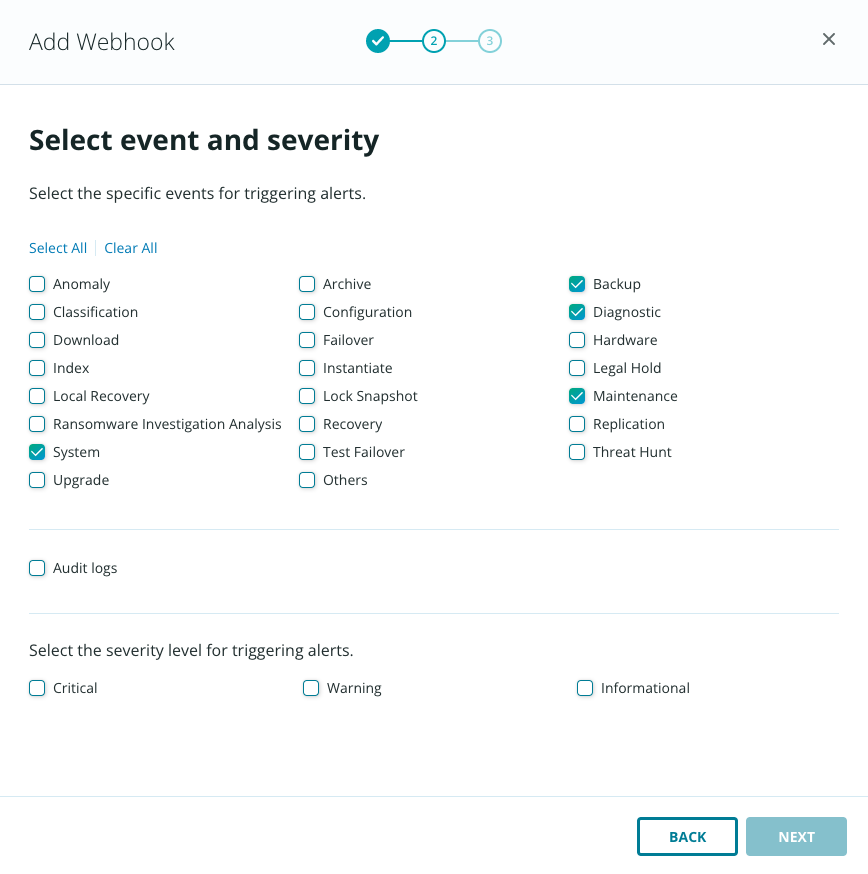 Add Webhook
2
3
Select event and severity
Select the specific events for triggering alerts.
Select All Clear All
Anomaly Archive Backup
Classification Configuration Diagnostic
Download Failover Hardware
Index Instantiate Legal Hold
Local Recovery Lock Snapshot Maintenance
Ransomware Investigation Analysis Recovery Replication
System Test Failover Threat Hunt
Upgrade Others
Audit logs
Select the severity level for triggering alerts.
Critical Warning Informational
BACK NEXT